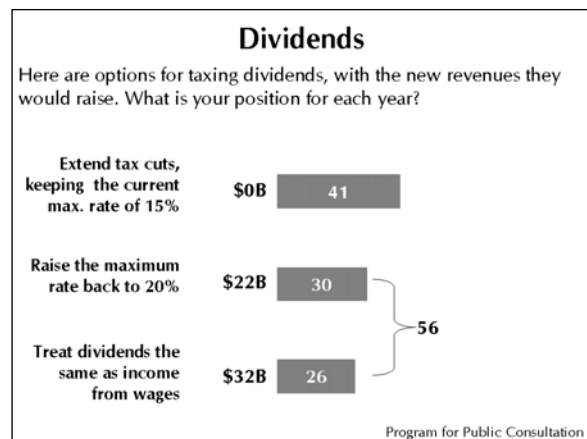 Dividends
Here are options for taxing dividends, with the new revenues they
would raise. What is your position for each year?
Extend tax cuts,
keeping the current
max. rate of 15%
$0B
41
Raise the maximum
rate back to 20%
$22B
30
56
Treat dividends the
same as income
from wages
$32B
26
Program for Public Consultation